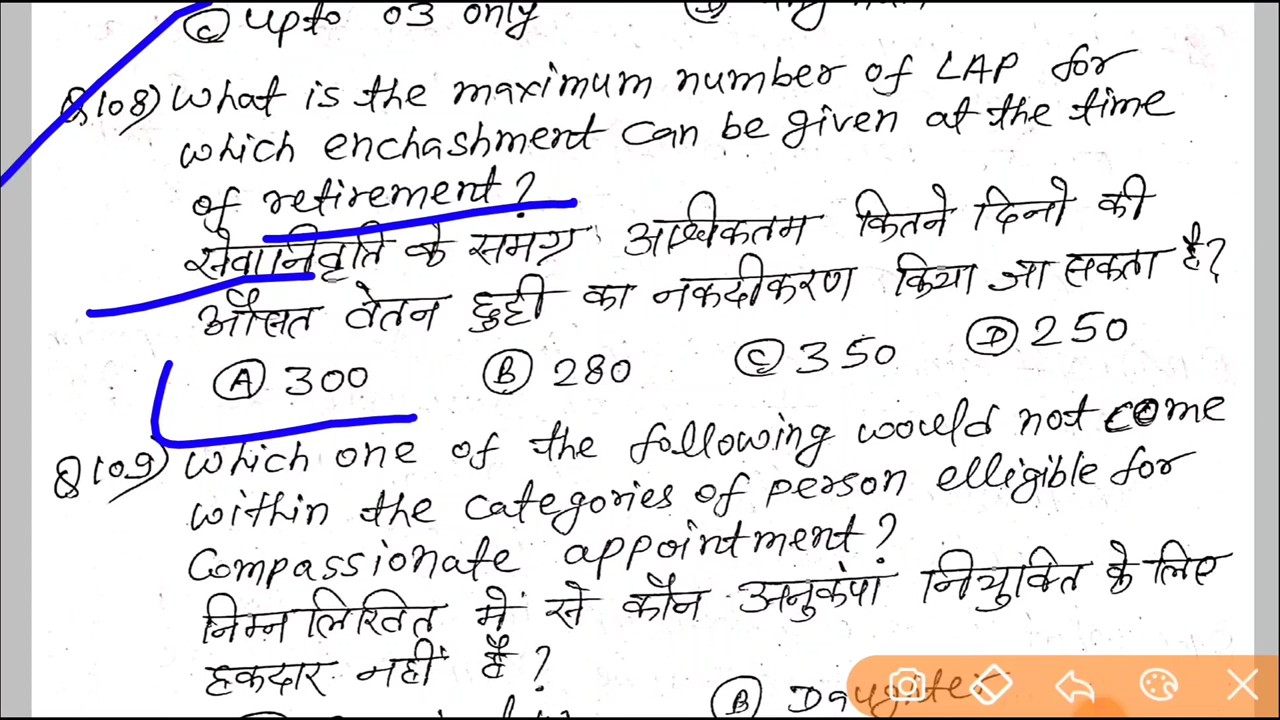 (C) upto 03 only (D)
Q108) What is the maximum number of LAP for
which enchashment can be given at the time
of retirement?
सेवानिवृति के समय अधिकतम कितने दिनो की
औसत वेतन छुट्टी का नकदीकरण किया जा सकता है?
(A) 300 (B) 280 (C) 350 (D) 250
Q109) Which one of the following would not come
within the categories of person elligible for
Compassionate appointment?
निम्न लिखित में से कौन अनुकंपा नियुक्ति के लिए
हकदार नहीं है?
(B) Daughter